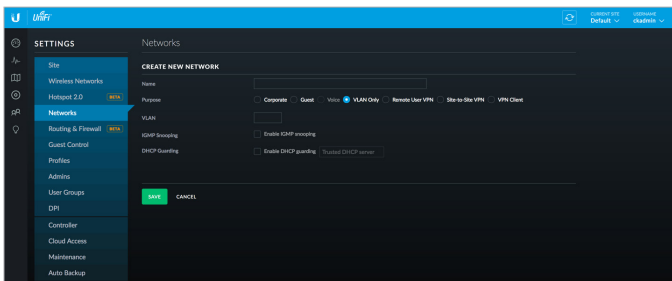 U UniFi CURRENT SITE USERNAME
Default ckadmin
SETTINGS
Networks
Site
Wireless Networks
Hotspot 2.0 BETA
Networks
Routing & Firewall BETA
Guest Control
Profiles
Admins
User Groups
DPI
Controller
Cloud Access
Maintenance
Auto Backup
CREATE NEW NETWORK
Name
Purpose Corporate Guest Voice VLAN Only Remote User VPN Site-to-Site VPN VPN Client
VLAN
IGMP Snooping Enable IGMP snooping
DHCP Guarding Enable DHCP guarding Trusted DHCP server
SAVE CANCEL